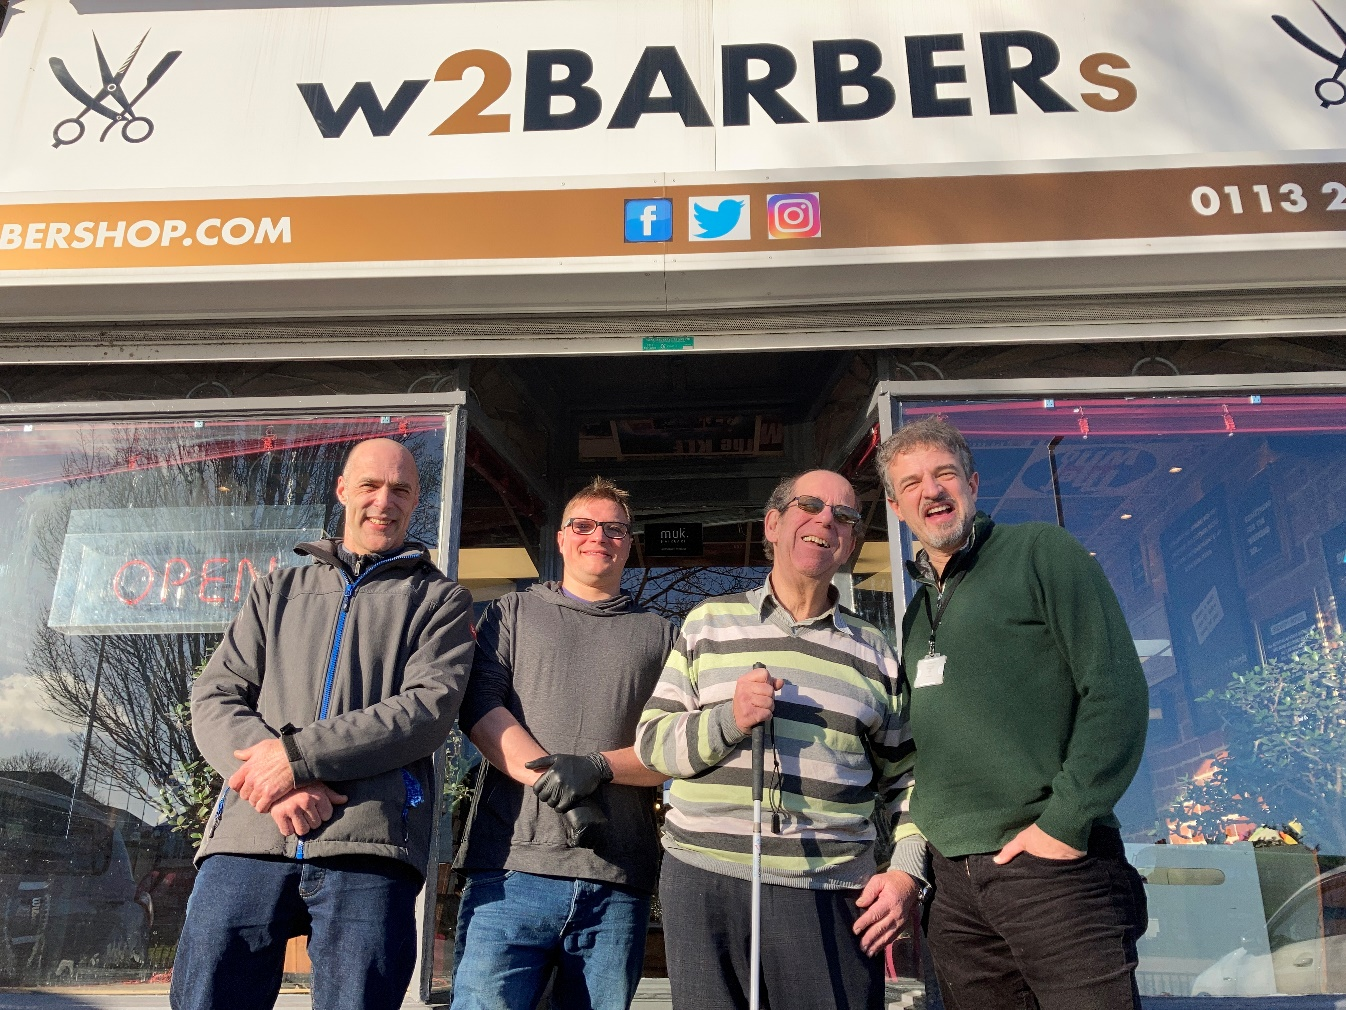 w2BARBERs
BERSHOP.COM
f
0113 2
OPEN
muk.